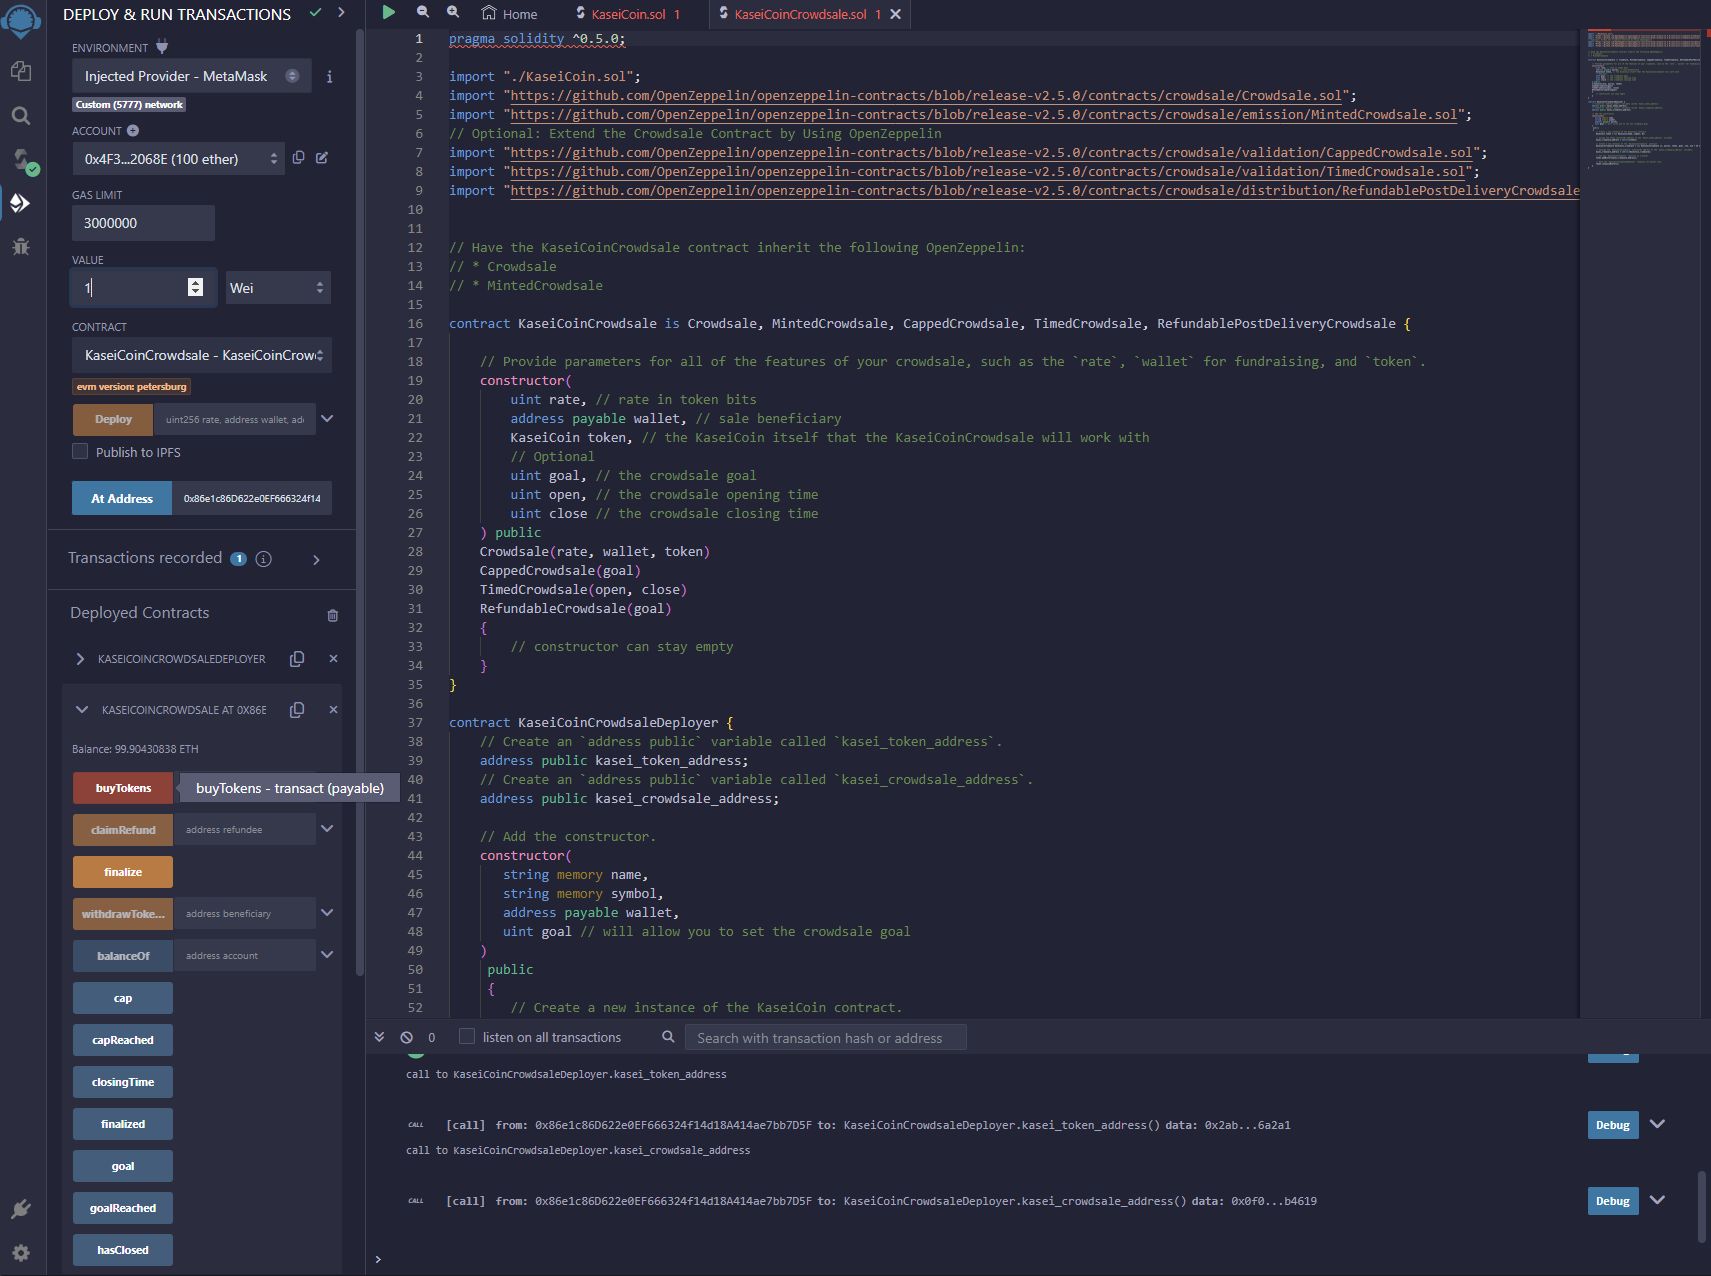 DEPLOY & RUN TRANSACTIONS
ENVIRONMENT
Injected Provider - MetaMask
Custom (5777) network
ACCOUNT
0x4F3...2068E (100 ether)
GAS LIMIT
3000000
VALUE
1
Wei
CONTRACT
KaseiCoinCrowdsale - KaseiCoinCrow
evm version: petersburg
Deploy
uint256 rate, address wallet, ad
Publish to IPFS
At Address
0x86e1c86D622e0EF666324f14
Transactions recorded 1
Deployed Contracts
KASEICOINCROWDSALEDEPLOYER
KASEICOINCROWDSALE AT 0X86E
Balance: 99.90430838 ETH
buyTokens
buyTokens - transact (payable)
claimRefund
address refundee
finalize
withdrawToke...
address beneficiary
balanceOf
address account
cap
capReached
closingTime
finalized
goal
goalReached
hasClosed
Home
KaseiCoin.sol 1
KaseiCoinCrowdsale.sol 1
1 pragma solidity ^0.5.0;
2
3 import "./KaseiCoin.sol";
4 import "https://github.com/OpenZeppelin/openzeppelin-contracts/blob/release-v2.5.0/contracts/crowdsale/Crowdsale.sol";
5 import "https://github.com/OpenZeppelin/openzeppelin-contracts/blob/release-v2.5.0/contracts/crowdsale/emission/MintedCrowdsale.sol";
6 // Optional: Extend the Crowdsale Contract by Using OpenZeppelin
7 import "https://github.com/OpenZeppelin/openzeppelin-contracts/blob/release-v2.5.0/contracts/crowdsale/validation/CappedCrowdsale.sol";
8 import "https://github.com/OpenZeppelin/openzeppelin-contracts/blob/release-v2.5.0/contracts/crowdsale/validation/TimedCrowdsale.sol";
9 import "https://github.com/OpenZeppelin/openzeppelin-contracts/blob/release-v2.5.0/contracts/crowdsale/distribution/RefundablePostDeliveryCrowdsale
10
11
12 // Have the KaseiCoinCrowdsale contract inherit the following OpenZeppelin:
13 // * Crowdsale
14 // * MintedCrowdsale
15
16 contract KaseiCoinCrowdsale is Crowdsale, MintedCrowdsale, CappedCrowdsale, TimedCrowdsale, RefundablePostDeliveryCrowdsale {
17
18 // Provide parameters for all of the features of your crowdsale, such as the `rate`, `wallet` for fundraising, and `token`.
19 constructor(
20 uint rate, // rate in token bits
21 address payable wallet, // sale beneficiary
22 KaseiCoin token, // the KaseiCoin itself that the KaseiCoinCrowdsale will work with
23 // Optional
24 uint goal, // the crowdsale goal
25 uint open, // the crowdsale opening time
26 uint close // the crowdsale closing time
27 ) public
28 Crowdsale(rate, wallet, token)
29 CappedCrowdsale(goal)
30 TimedCrowdsale(open, close)
31 RefundableCrowdsale(goal)
32 {
33 // constructor can stay empty
34 }
35 }
36
37 contract KaseiCoinCrowdsaleDeployer {
38 // Create an `address public` variable called `kasei_token_address`.
39 address public kasei_token_address;
40 // Create an `address public` variable called `kasei_crowdsale_address`.
41 address public kasei_crowdsale_address;
42
43 // Add the constructor.
44 constructor(
45 string memory name,
46 string memory symbol,
47 address payable wallet,
48 uint goal // will allow you to set the crowdsale goal
49 )
50 public
51 {
52 // Create a new instance of the KaseiCoin contract.
0
listen on all transactions
Search with transaction hash or address
call to KaseiCoinCrowdsaleDeployer.kasei_token_address
CALL [call] from: 0x86e1c86D622e0EF666324f14d18A414ae7bb7D5F to: KaseiCoinCrowdsaleDeployer.kasei_token_address() data: 0x2ab...6a2a1
Debug
call to KaseiCoinCrowdsaleDeployer.kasei_crowdsale_address
CALL [call] from: 0x86e1c86D622e0EF666324f14d18A414ae7bb7D5F to: KaseiCoinCrowdsaleDeployer.kasei_crowdsale_address() data: 0x0f0...b4619
Debug
>